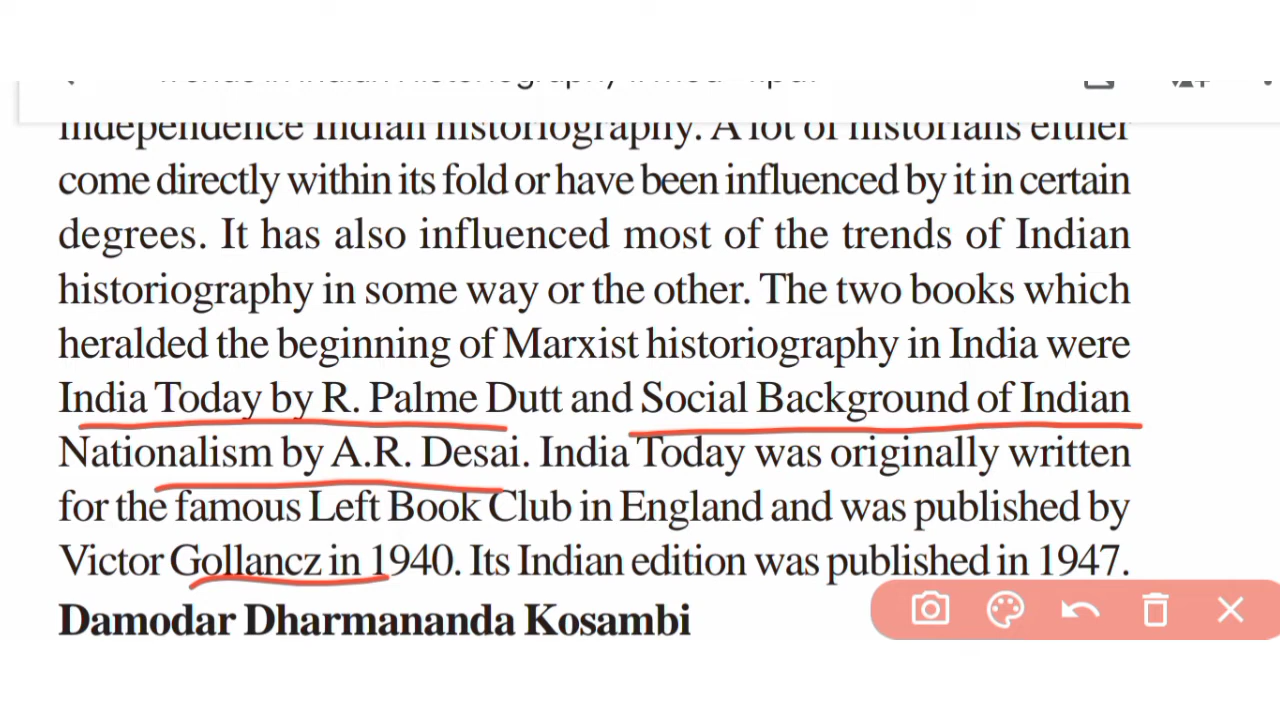 Trends in Indian Historiography
independence Indian historiography. A lot of historians either
come directly within its fold or have been influenced by it in certain
degrees. It has also influenced most of the trends of Indian
historiography in some way or the other. The two books which
heralded the beginning of Marxist historiography in India were
India Today by R. Palme Dutt and Social Background of Indian
Nationalism by A.R. Desai. India Today was originally written
for the famous Left Book Club in England and was published by
Victor Gollancz in 1940. Its Indian edition was published in 1947.
Damodar Dharmananda Kosambi